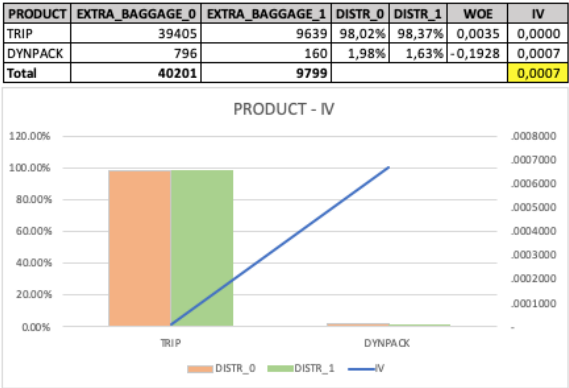 PRODUCT EXTRA_BAGGAGE_0 EXTRA_BAGGAGE_1 DISTR_0 DISTR_1 WOE IV
TRIP 39405 9639 98,02% 98,37% 0,0035 0,0000
DYNPACK 796 160 1,98% 1,63% -0,1928 0,0007
Total 40201 9799 0,0007
PRODUCT - IV
120.00% .0008000
100.00% .0007000
80.00% .0006000
60.00% .0005000
40.00% .0004000
20.00% .0003000
0.00% .0002000
.0001000
-
TRIP DYNPACK
DISTR_0 DISTR_1 IV